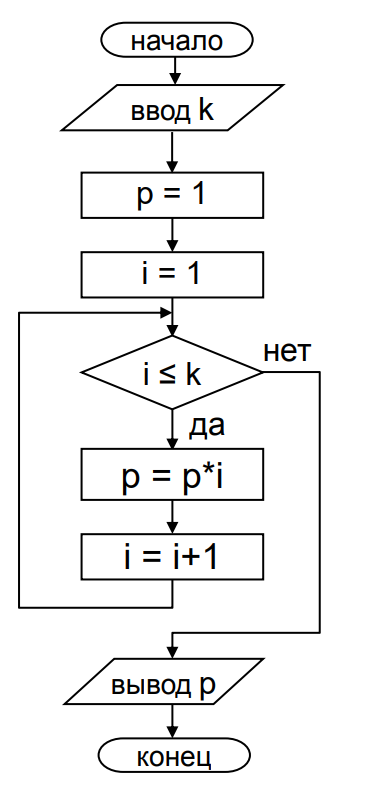 начало
ввод k
p = 1
i = 1
i ≤ k
нет
да
p = p*i
i = i+1
вывод p
конец